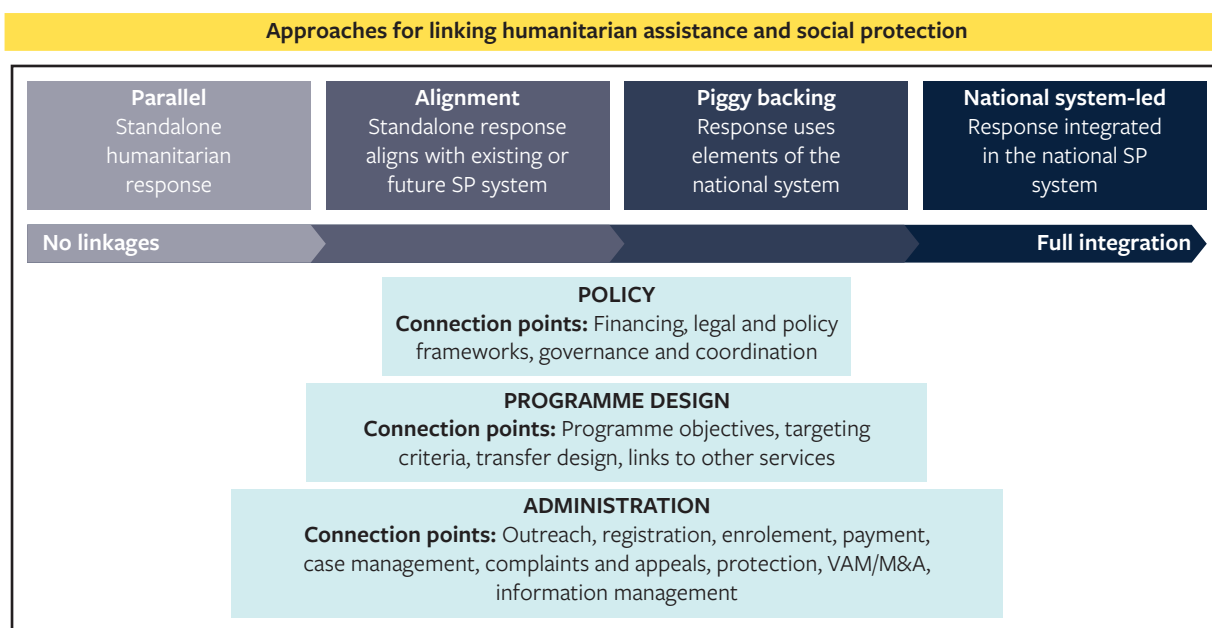 Approaches for linking humanitarian assistance and social protection
Parallel
Standalone
humanitarian
response
Alignment
Standalone response
aligns with existing or
future SP system
Piggy backing
Response uses
elements of the
national system
National system-led
Response integrated
in the national SP
system
No linkages
Full integration
POLICY
Connection points: Financing, legal and policy
frameworks, governance and coordination
PROGRAMME DESIGN
Connection points: Programme objectives, targeting
criteria, transfer design, links to other services
ADMINISTRATION
Connection points: Outreach, registration, enrolement, payment,
case management, complaints and appeals, protection, VAM/M&A,
information management